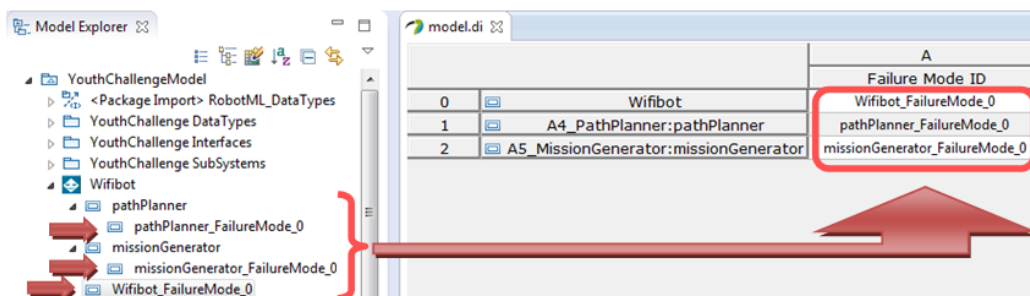 Model Explorer
YouthChallengeModel
<Package Import> RobotML_DataTypes
YouthChallenge DataTypes
YouthChallenge Interfaces
YouthChallenge SubSystems
Wifibot
pathPlanner
pathPlanner_FailureMode_0
missionGenerator
missionGenerator_FailureMode_0
Wifibot_FailureMode_0
model.di
A
Failure Mode ID
0 Wifibot Wifibot_FailureMode_0
1 A4_PathPlanner:pathPlanner pathPlanner_FailureMode_0
2 A5_MissionGenerator:missionGenerator missionGenerator_FailureMode_0